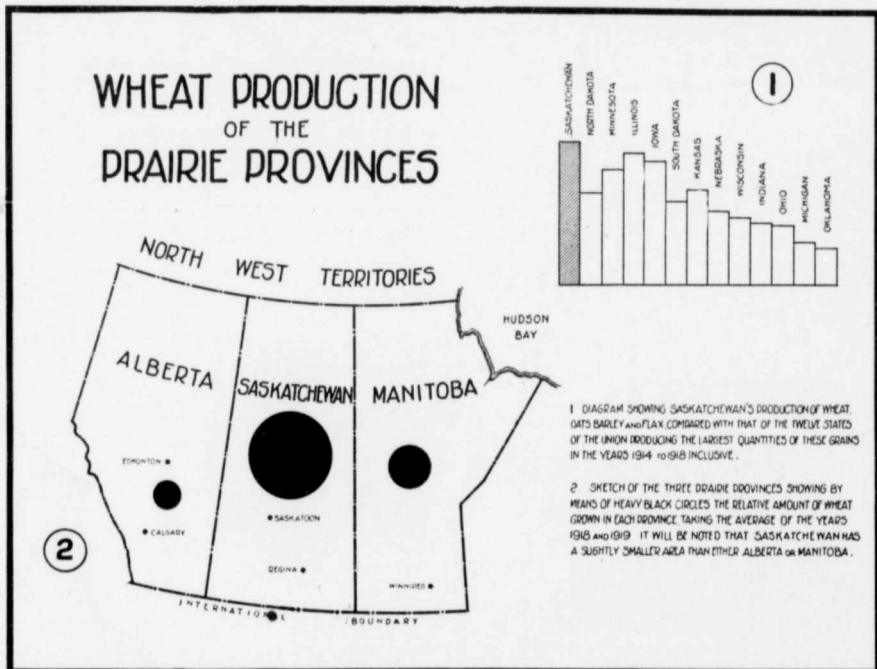 WHEAT PRODUCTION
OF THE
PRAIRIE PROVINCES
1
SASKATCHEWAN
NORTH DAKOTA
MINNESOTA
ILLINOIS
IOWA
SOUTH DAKOTA
KANSAS
NEBRASKA
WISCONSIN
INDIANA
OHIO
MICHIGAN
OKLAHOMA
NORTH WEST TERRITORIES
HUDSON
BAY
ALBERTA
SASKATCHEWAN
MANITOBA
EDMONTON
CALGARY
SASKATOON
REGINA
WINNIPEG
INTERNATIONAL BOUNDARY
2
1 DIAGRAM SHOWING SASKATCHEWAN'S PRODUCTION OF WHEAT,
OATS BARLEY AND FLAX, COMPARED WITH THAT OF THE TWELVE STATES
OF THE UNION PRODUCING THE LARGEST QUANTITIES OF THESE GRAINS
IN THE YEARS 1914 TO 1918 INCLUSIVE.
2. SKETCH OF THE THREE PRAIRIE PROVINCES SHOWING BY
MEANS OF HEAVY BLACK CIRCLES THE RELATIVE AMOUNT OF WHEAT
GROWN IN EACH PROVINCE, TAKING THE AVERAGE OF THE YEARS
1918 AND 1919 IT WILL BE NOTED THAT SASKATCHEWAN HAS
A SLIGHTLY SMALLER AREA THAN EITHER ALBERTA OR MANITOBA.